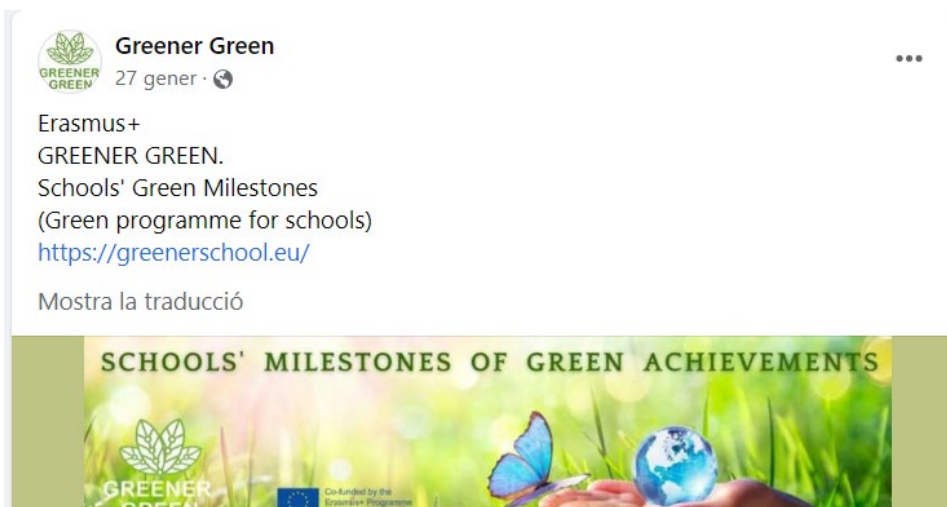 Greener Green
GREENER
GREEN
27 gener ·
Erasmus+
GREENER GREEN.
Schools' Green Milestones
(Green programme for schools)
https://greenerschool.eu/
Mostra la traducció
SCHOOLS' MILESTONES OF GREEN ACHIEVEMENTS
GREENER
GREEN
Co-funded by the
Erasmus+ Programme